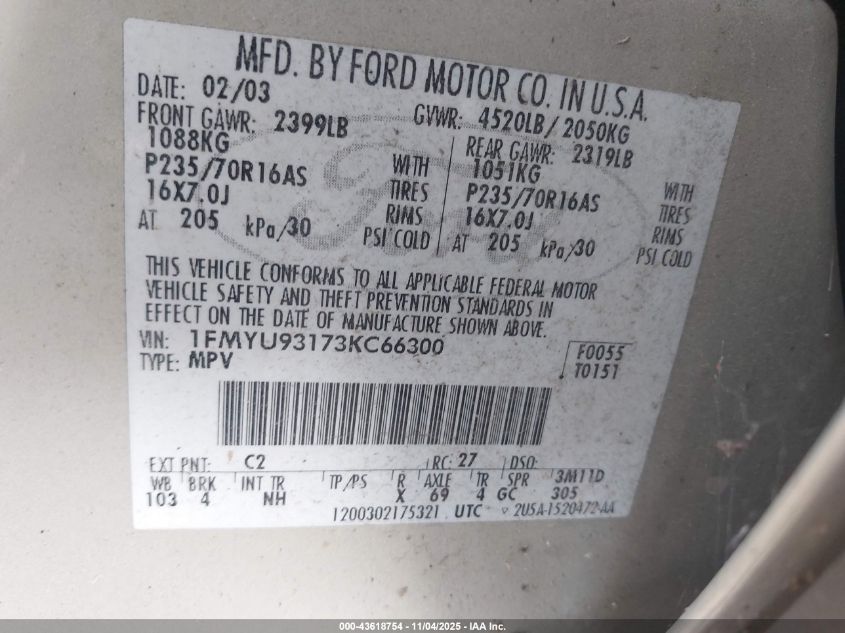 MFD. BY FORD MOTOR CO. IN U.S.A.
DATE: 02/03 GVWR: 4520LB/ 2050KG
FRONT GAWR: 2399LB REAR GAWR: 2319LB
1088KG WITH 1051KG WITH
P235/70R16AS TIRES P235/70R16AS TIRES
16X7.0J RIMS 16X7.0J RIMS
AT 205 kPa/30 PSI COLD AT 205 kPa/30 PSI COLD
THIS VEHICLE CONFORMS TO ALL APPLICABLE FEDERAL MOTOR
VEHICLE SAFETY AND THEFT PREVENTION STANDARDS IN
EFFECT ON THE DATE OF MANUFACTURE SHOWN ABOVE.
VIN: 1FMYU93173KC66300 F0055
TYPE: MPV T0151
EXT PNT: C2 RC: 27 DSO:
WB BRK INT TR TP/PS R AXLE TR SPR 3M11D
103 4 NH X 69 4 GC 305
1200302175321 UTC 2U5A-1520472-AA
Ford
000-43618754 - 11/04/2025 - IAA Inc.